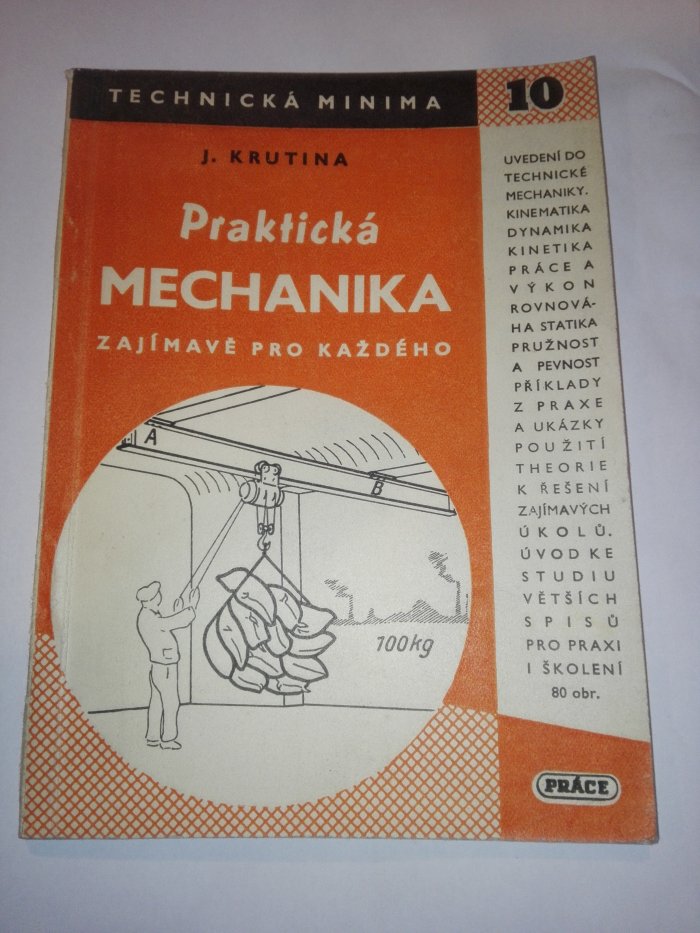 TECHNICKÁ MINIMA
10
J. KRUTINA
Praktická
MECHANIKA
ZAJÍMAVĚ PRO KAŽDÉHO
A
B
100kg
UVEDENÍ DO
TECHNICKÉ
MECHANIKY.
KINEMATIKA
DYNAMIKA
KINETIKA
PRÁCE A
VÝKON
ROVNOVÁ-
HA STATIKA
PRUŽNOST
A PEVNOST
PŘÍKLADY
Z PRAXE
A UKÁZKY
POUŽITÍ
THEORIE
K ŘEŠENÍ
ZAJÍMAVÝCH
ÚKOLŮ.
ÚVOD KE
STUDIU
VĚTŠÍCH
SPISŮ
PRO PRAXI
I ŠKOLENÍ
80 obr.
PRÁCE